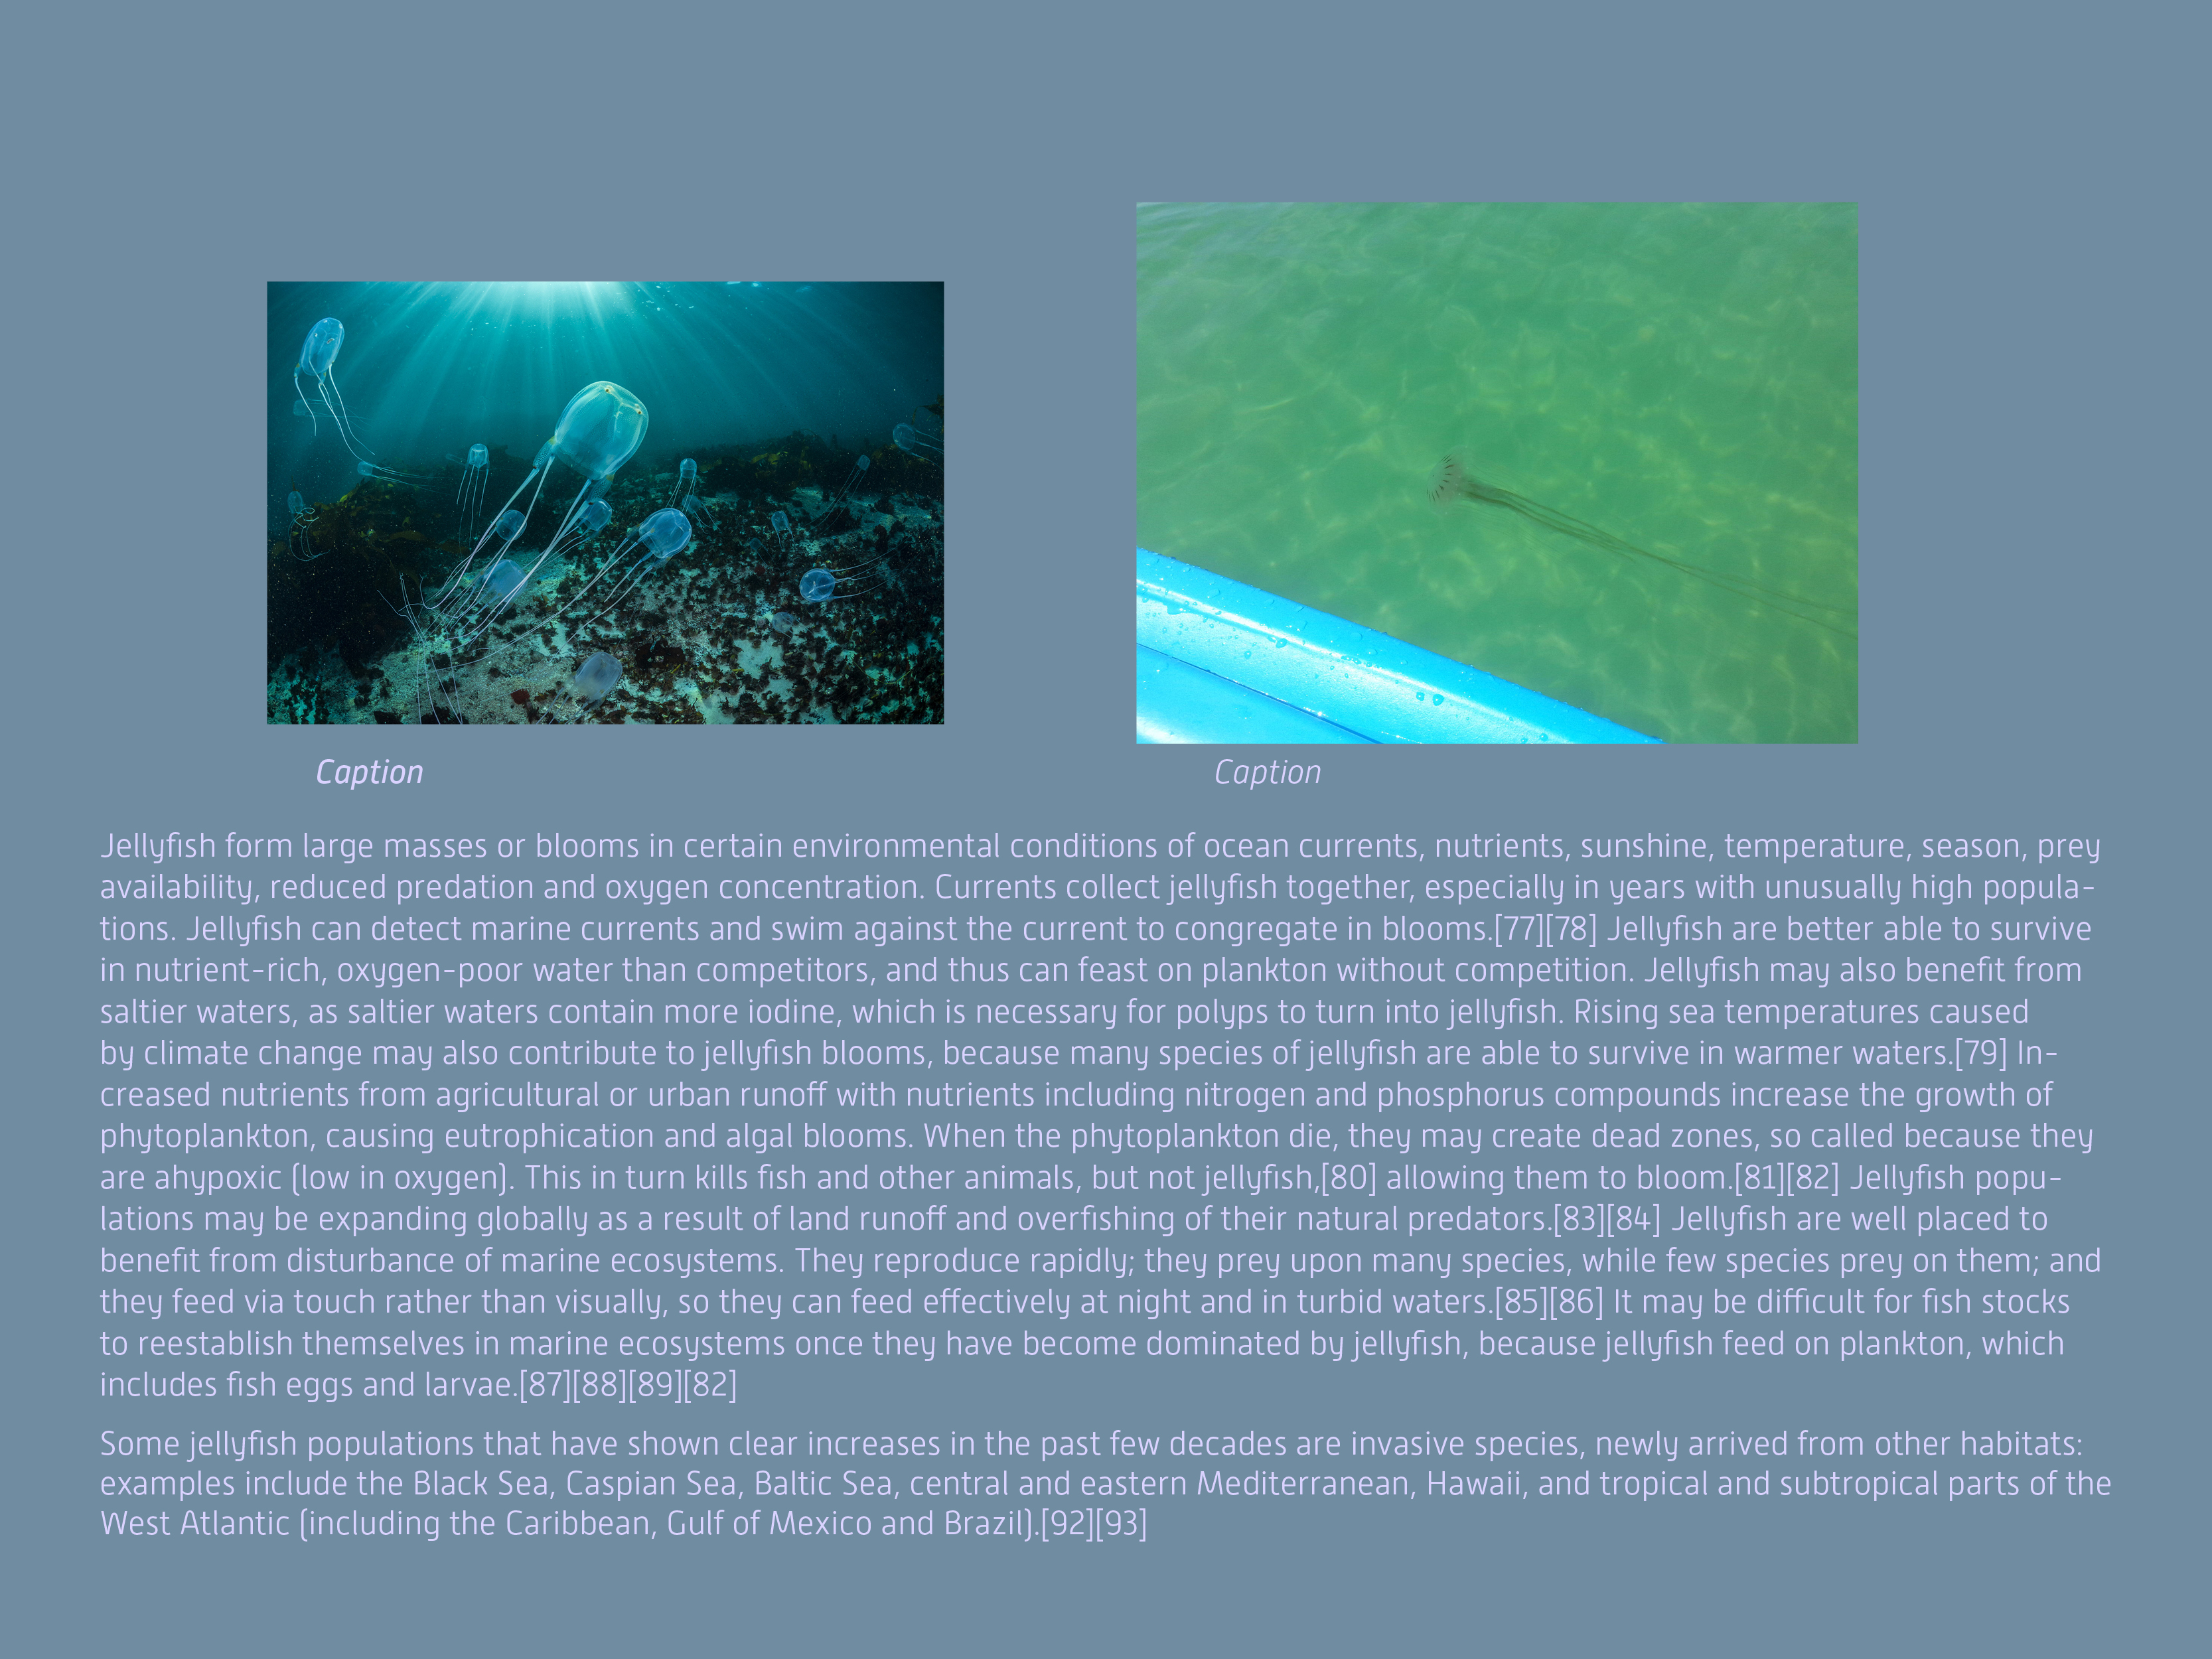 Caption
Caption
Jellyfish form large masses or blooms in certain environmental conditions of ocean currents, nutrients, sunshine, temperature, season, prey
availability, reduced predation and oxygen concentration. Currents collect jellyfish together, especially in years with unusually high popula-
tions. Jellyfish can detect marine currents and swim against the current to congregate in blooms.[77][78] Jellyfish are better able to survive
in nutrient-rich, oxygen-poor water than competitors, and thus can feast on plankton without competition. Jellyfish may also benefit from
saltier waters, as saltier waters contain more iodine, which is necessary for polyps to turn into jellyfish. Rising sea temperatures caused
by climate change may also contribute to jellyfish blooms, because many species of jellyfish are able to survive in warmer waters.[79] In-
creased nutrients from agricultural or urban runoff with nutrients including nitrogen and phosphorus compounds increase the growth of
phytoplankton, causing eutrophication and algal blooms. When the phytoplankton die, they may create dead zones, so called because they
are ahypoxic (low in oxygen). This in turn kills fish and other animals, but not jellyfish,[80] allowing them to bloom.[81][82] Jellyfish popu-
lations may be expanding globally as a result of land runoff and overfishing of their natural predators.[83][84] Jellyfish are well placed to
benefit from disturbance of marine ecosystems. They reproduce rapidly; they prey upon many species, while few species prey on them; and
they feed via touch rather than visually, so they can feed effectively at night and in turbid waters.[85][86] It may be difficult for fish stocks
to reestablish themselves in marine ecosystems once they have become dominated by jellyfish, because jellyfish feed on plankton, which
includes fish eggs and larvae.[87][88][89][82]
Some jellyfish populations that have shown clear increases in the past few decades are invasive species, newly arrived from other habitats:
examples include the Black Sea, Caspian Sea, Baltic Sea, central and eastern Mediterranean, Hawaii, and tropical and subtropical parts of the
West Atlantic (including the Caribbean, Gulf of Mexico and Brazil).[92][93]